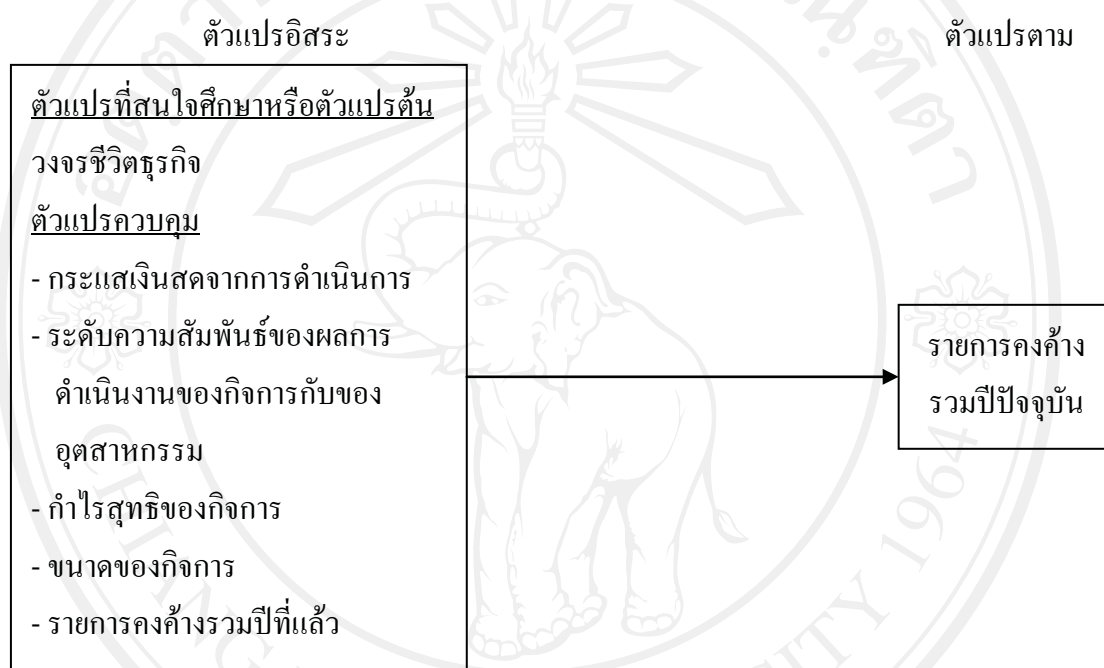 ตัวแปรอิสระ
ตัวแปรตาม
ตัวแปรที่สนใจศึกษาหรือตัวแปรต้น
วงจรชีวิตธุรกิจ
ตัวแปรควบคุม
- กระแสเงินสดจากการดำเนินการ
- ระดับความสัมพันธ์ของผลการ
ดำเนินงานของกิจการกับของ
อุตสาหกรรม
- กำไรสุทธิของกิจการ
- ขนาดของกิจการ
- รายการคงค้างรวมปีที่แล้ว
รายการคงค้าง
รวมปีปัจจุบัน
1964